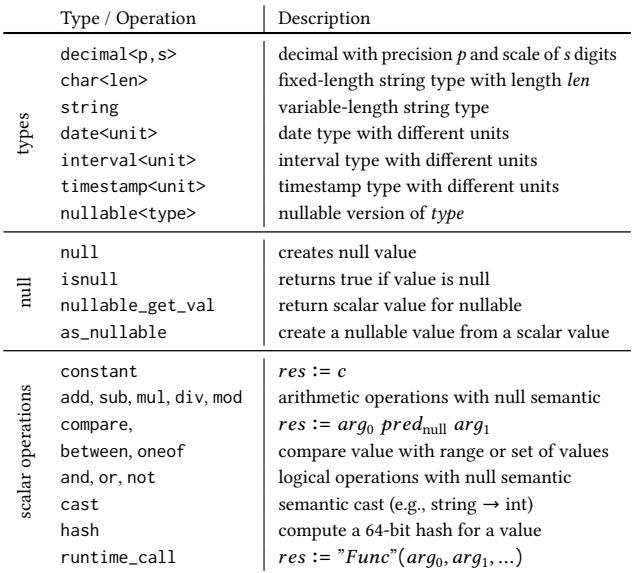 Type / Operation Description
types
decimal<p,s> decimal with precision p and scale of s digits
char<len> fixed-length string type with length len
string variable-length string type
date<unit> date type with different units
interval<unit> interval type with different units
timestamp<unit> timestamp type with different units
nullable<type> nullable version of type
null
null creates null value
isnull returns true if value is null
nullable_get_val return scalar value for nullable
as_nullable create a nullable value from a scalar value
scalar operations
constant res := c
add, sub, mul, div, mod arithmetic operations with null semantic
compare, res := arg₀ pred_null arg₁
between, oneof compare value with range or set of values
and, or, not logical operations with null semantic
cast semantic cast (e.g., string → int)
hash compute a 64-bit hash for a value
runtime_call res := ”Func”(arg₀, arg₁, ...)